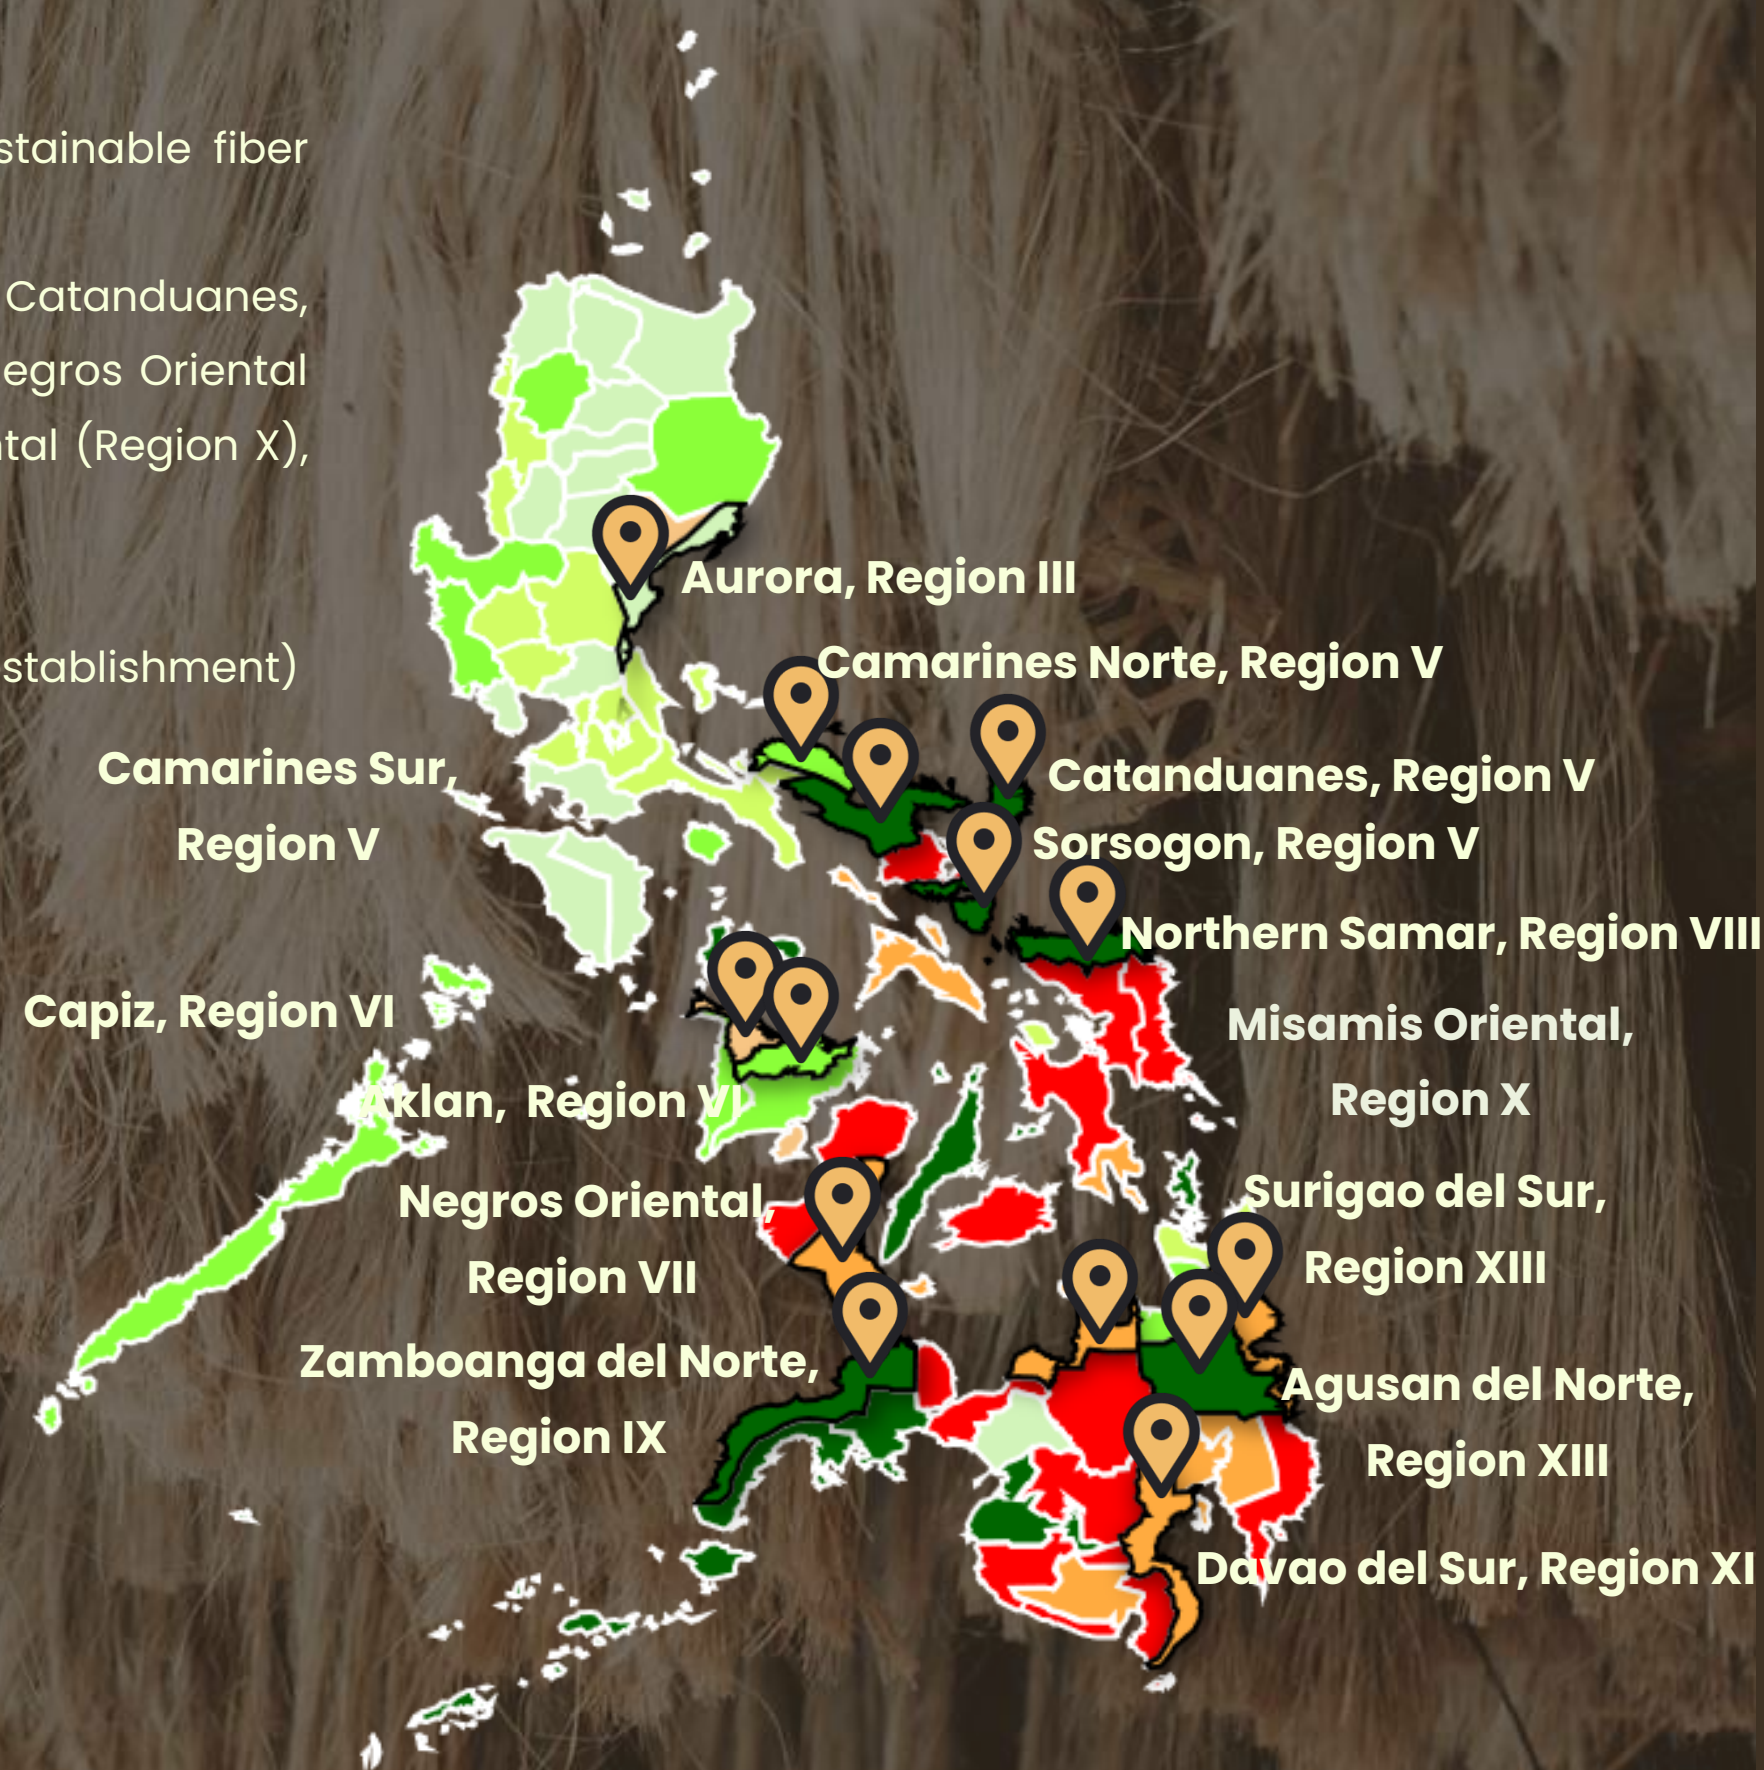 stainable fiber
Catanduanes,
egros Oriental
ntal (Region X),
establishment)
Aurora, Region III
Camarines Norte, Region V
Camarines Sur,
Region V
Catanduanes, Region V
Sorsogon, Region V
Northern Samar, Region VIII
Capiz, Region VI
Misamis Oriental,
Region X
Aklan, Region VI
Negros Oriental,
Region VII
Surigao del Sur,
Region XIII
Zamboanga del Norte,
Region IX
Agusan del Norte,
Region XIII
Davao del Sur, Region XI